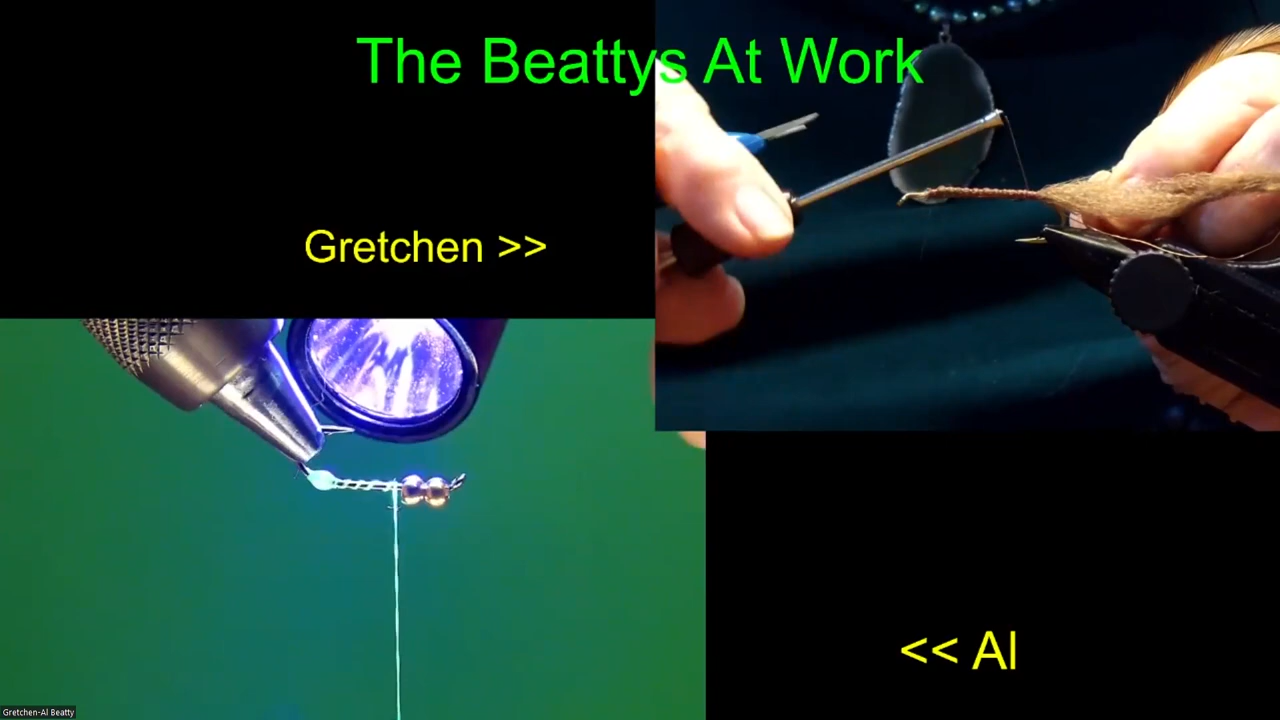 The Beattys At Work
Gretchen >>
<< Al
Gretchen-Al Beatty